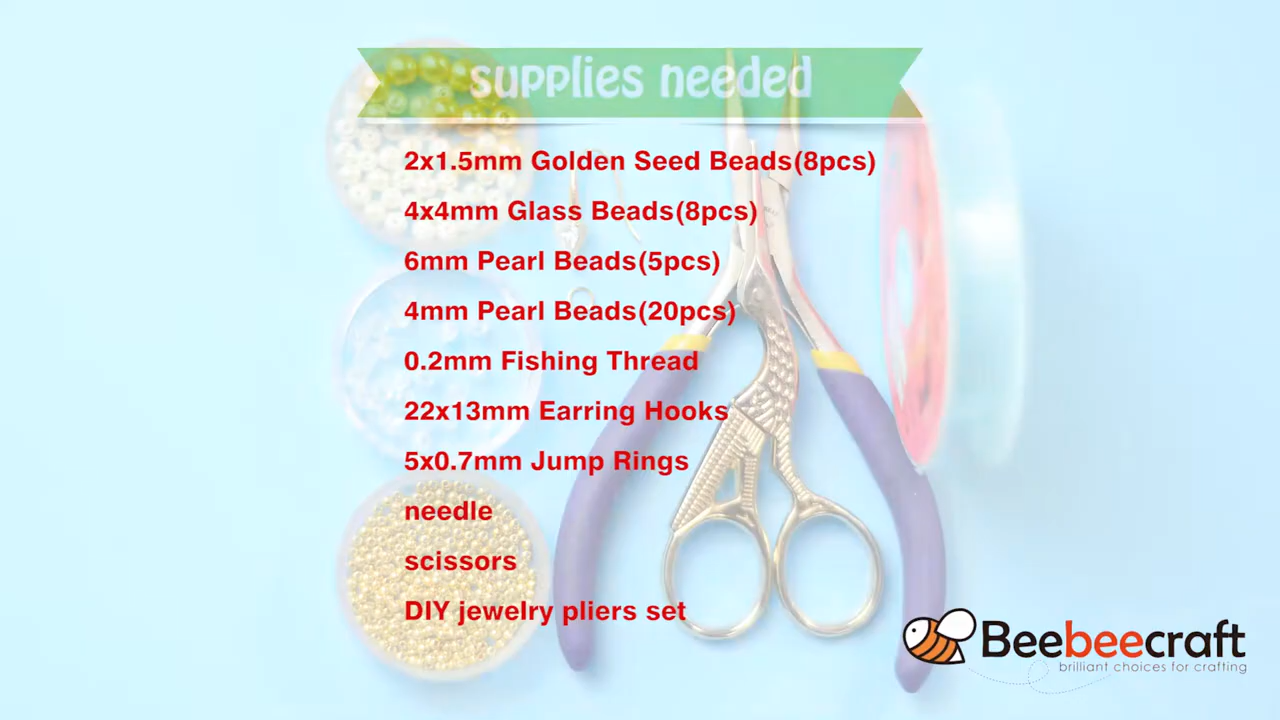 supplies needed
2x1.5mm Golden Seed Beads(8pcs)
4x4mm Glass Beads(8pcs)
6mm Pearl Beads(5pcs)
4mm Pearl Beads(20pcs)
0.2mm Fishing Thread
22x13mm Earring Hooks
5x0.7mm Jump Rings
needle
scissors
DIY jewelry pliers set
Beebeecraft
brilliant choices for crafting